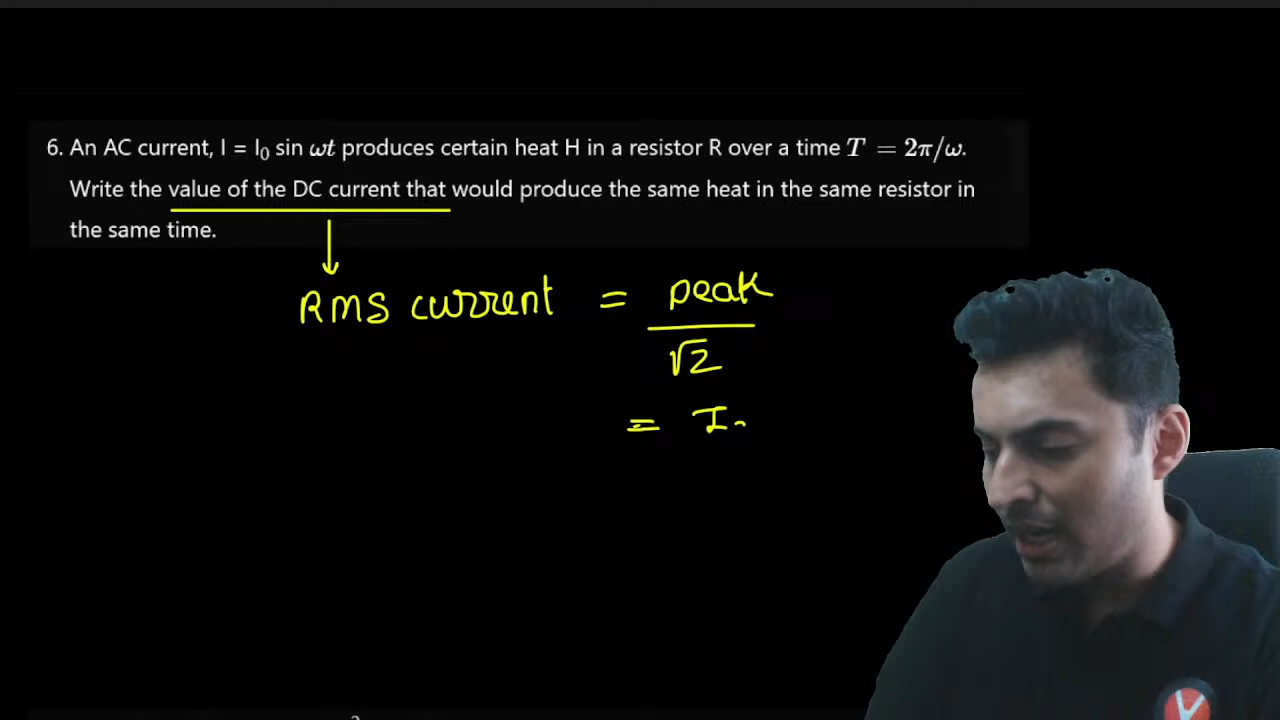 6. An AC current, I = I₀ sin ωt produces certain heat H in a resistor R over a time T = 2π/ω.
Write the value of the DC current that would produce the same heat in the same resistor in
the same time.
RMS current = peak
√2
= I
2